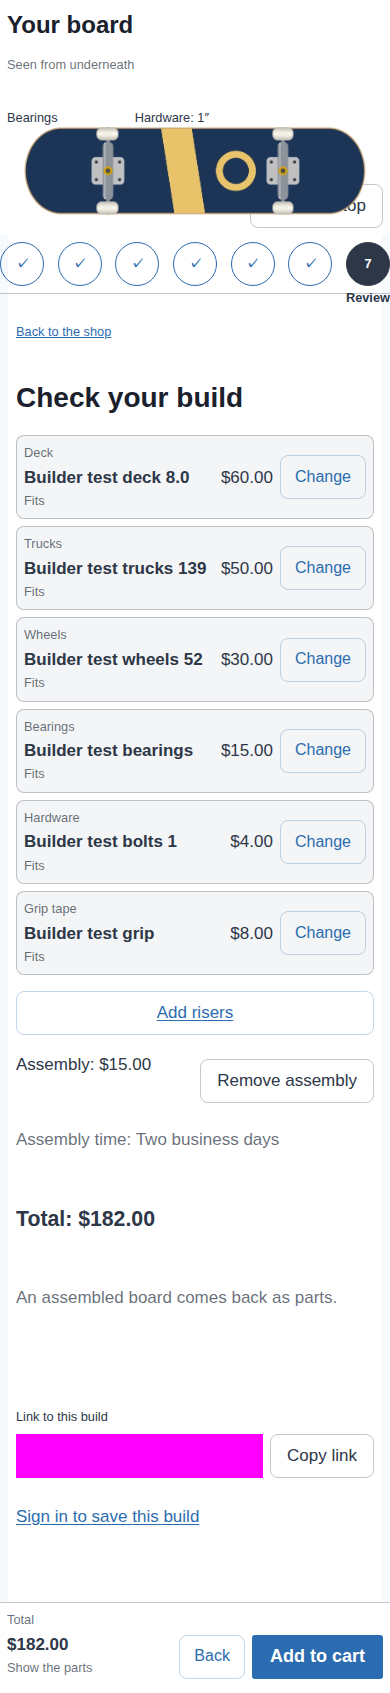 Your board
Seen from underneath
Bearings
Hardware: 1″
✓ ✓ ✓ ✓ ✓ ✓ 7
Review
Back to the shop
Check your build
Deck
Builder test deck 8.0 $60.00 Change
Fits
Trucks
Builder test trucks 139 $50.00 Change
Fits
Wheels
Builder test wheels 52 $30.00 Change
Fits
Bearings
Builder test bearings $15.00 Change
Fits
Hardware
Builder test bolts 1 $4.00 Change
Fits
Grip tape
Builder test grip $8.00 Change
Fits
Add risers
Assembly: $15.00
Remove assembly
Assembly time: Two business days
Total: $182.00
An assembled board comes back as parts.
Link to this build
Copy link
Sign in to save this build
Total
$182.00
Show the parts
Back
Add to cart